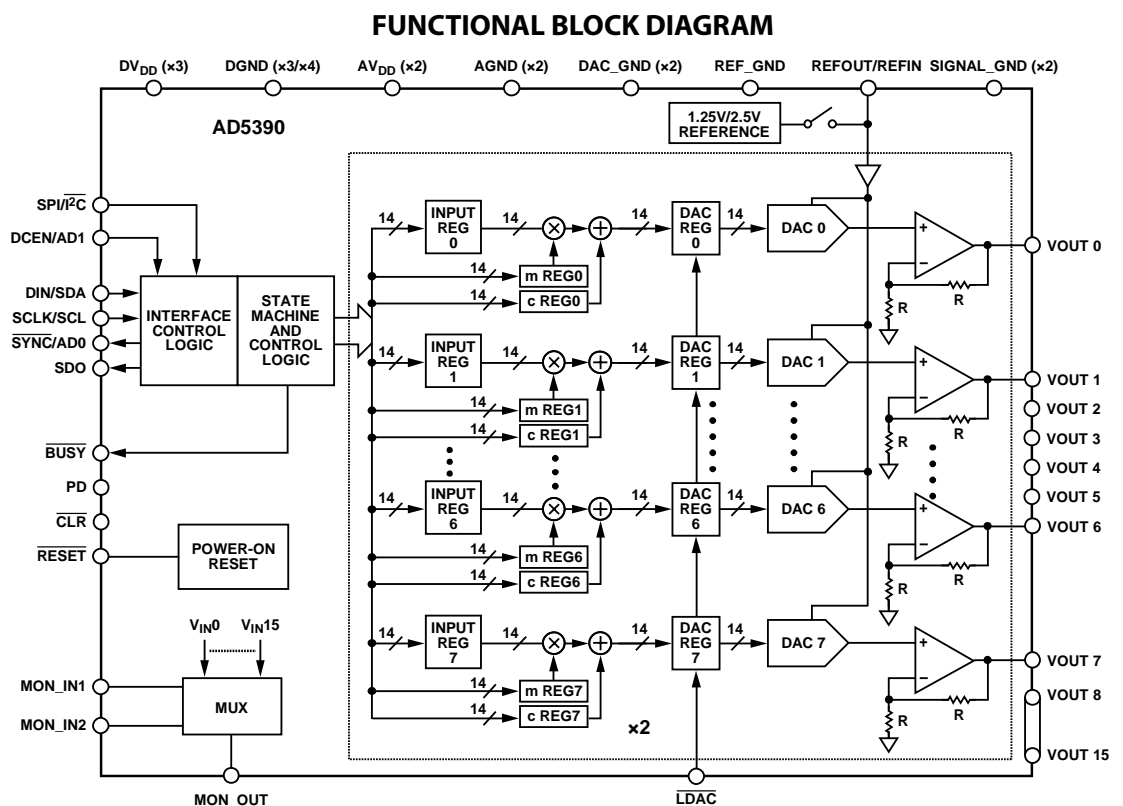 FUNCTIONAL BLOCK DIAGRAM
DVDD (×3)
DGND (×3/×4)
AVDD (×2)
AGND (×2)
DAC_GND (×2)
REF_GND
REFOUT/REFIN
SIGNAL_GND (×2)
AD5390
1.25V/2.5V
REFERENCE
SPI/I2C
DCEN/AD1
DIN/SDA
SCLK/SCL
SYNC/AD0
SDO
BUSY
PD
CLR
RESET
INTERFACE
CONTROL
LOGIC
STATE
MACHINE
AND
CONTROL
LOGIC
POWER-ON
RESET
VIN0
VIN15
MON_IN1
MON_IN2
MUX
MON_OUT
14
INPUT
REG
0
14
×
+
14
DAC
REG
0
14
DAC 0
+
–
R
R
VOUT 0
14
m REG0
14
c REG0
14
INPUT
REG
1
14
×
+
14
DAC
REG
1
14
DAC 1
+
–
R
R
VOUT 1
14
m REG1
14
c REG1
VOUT 2
VOUT 3
VOUT 4
VOUT 5
14
INPUT
REG
6
14
×
+
14
DAC
REG
6
14
DAC 6
+
–
R
R
VOUT 6
14
m REG6
14
c REG6
14
INPUT
REG
7
14
×
+
14
DAC
REG
7
14
DAC 7
+
–
R
R
VOUT 7
14
m REG7
14
c REG7
×2
VOUT 8
VOUT 15
LDAC